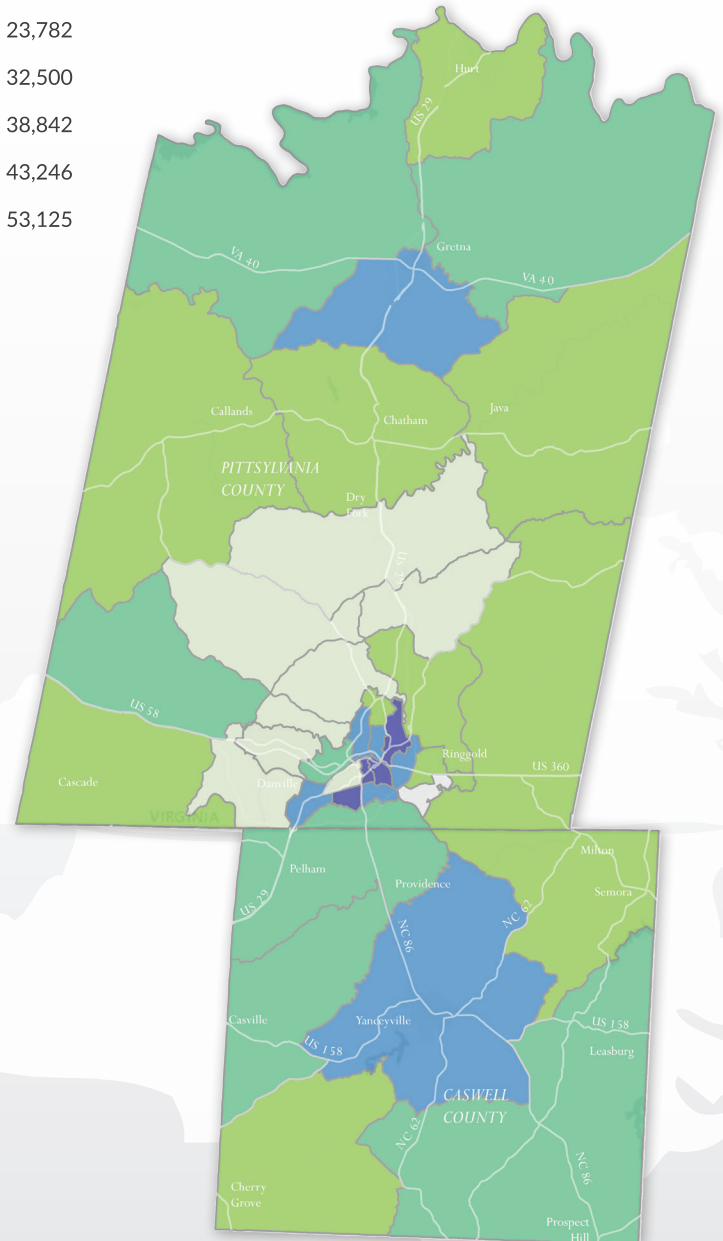 23,782
32,500
38,842
43,246
53,125
Hurt
US 29
Gretna
VA 40
VA 40
Callands
Chatham
Java
PITTSYLVANIA
COUNTY
Dry
Fork
US 29
US 58
Ringgold
US 360
Cascade
Danville
VIRGINIA
Milton
Pelham
Providence
Semora
US 29
NC 62
NC 86
Casville
Yanceyville
US 158
US 158
Leasburg
CASWELL
COUNTY
NC 62
NC 86
Cherry
Grove
Prospect
Hill